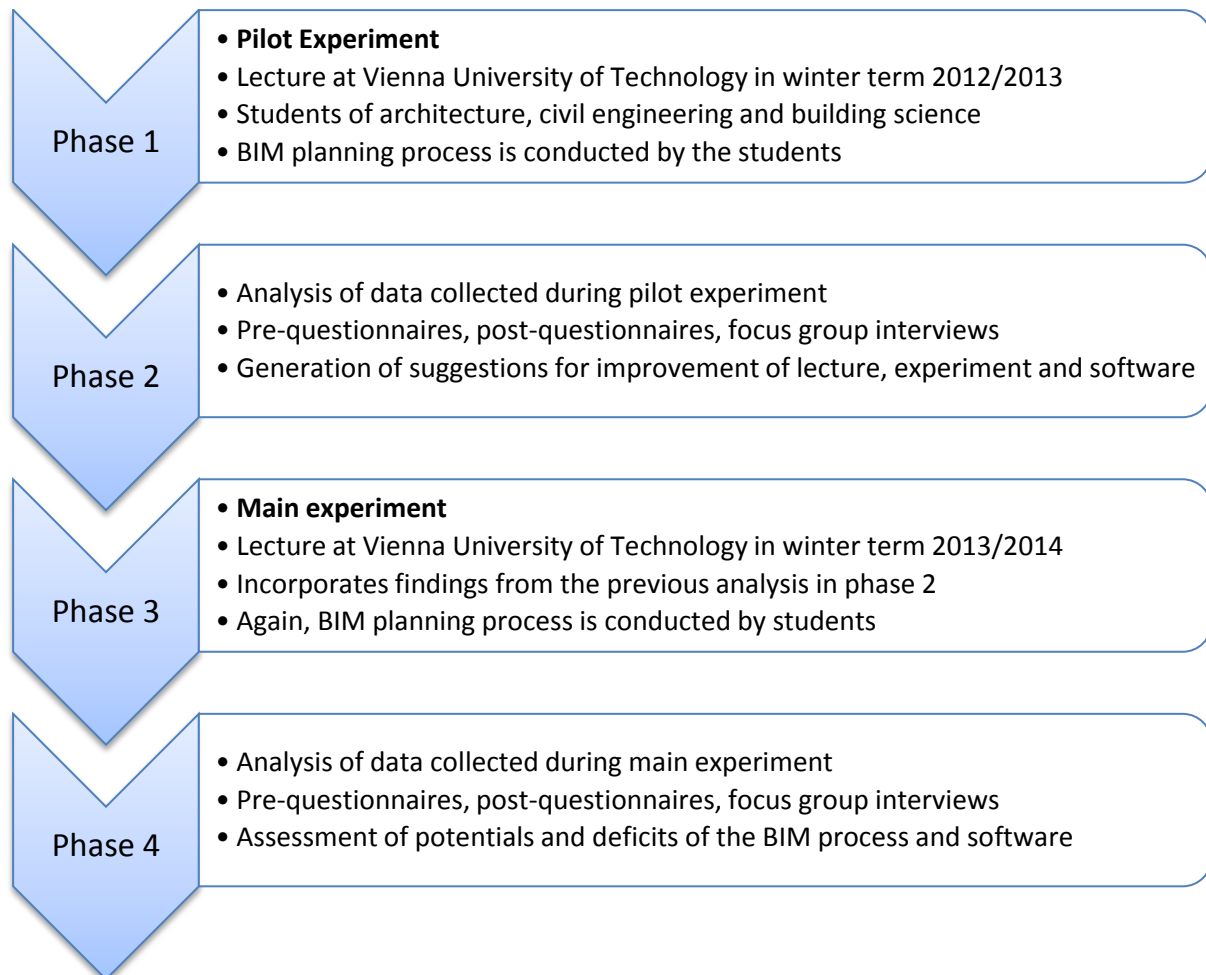 Phase 1
• Pilot Experiment
• Lecture at Vienna University of Technology in winter term 2012/2013
• Students of architecture, civil engineering and building science
• BIM planning process is conducted by the students
Phase 2
• Analysis of data collected during pilot experiment
• Pre-questionnaires, post-questionnaires, focus group interviews
• Generation of suggestions for improvement of lecture, experiment and software
Phase 3
• Main experiment
• Lecture at Vienna University of Technology in winter term 2013/2014
• Incorporates findings from the previous analysis in phase 2
• Again, BIM planning process is conducted by students
Phase 4
• Analysis of data collected during main experiment
• Pre-questionnaires, post-questionnaires, focus group interviews
• Assessment of potentials and deficits of the BIM process and software